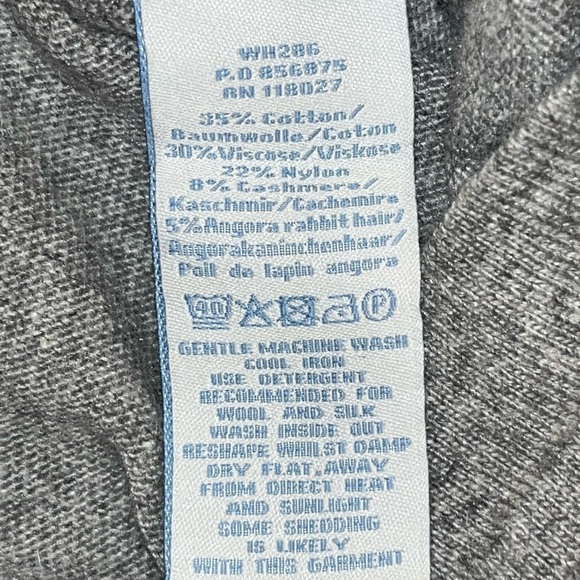 WH286
P.O 856875
RN 118027
35% Cotton/
Baumwolle/Coton
30%Viscose/Viskose
22% Nylon
8% Cashmere/
Kaschmir/Cachemire
5%Angora rabbit hair/
Angorakaninchenhaar/
Poil de lapin angora
40 P
GENTLE MACHINE WASH
COOL IRON
USE DETERGENT
RECOMMENDED FOR
WOOL AND SILK
WASH INSIDE OUT
RESHAPE WHILST DAMP
DRY FLAT.AWAY
FROM DIRECT HEAT
AND SUNLIGHT
SOME SHEDDING
IS LIKELY
WITH THIS GARMENT